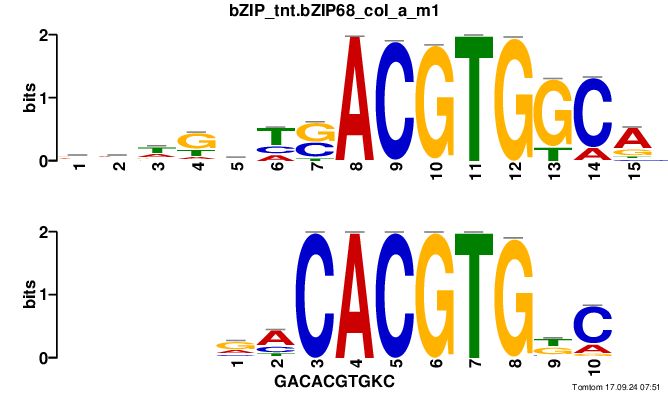 bZIP_tnt.bZIP68_col_a_m1
2
bits
1
0
ACGTGGCA
1 2 3 4 5 6 7 8 9 10 11 12 13 14 15
2
bits
1
0
GACACGTGTC
1 2 3 4 5 6 7 8 9 10
GACACGTGKC
Tomtom 17.09.24 07:51